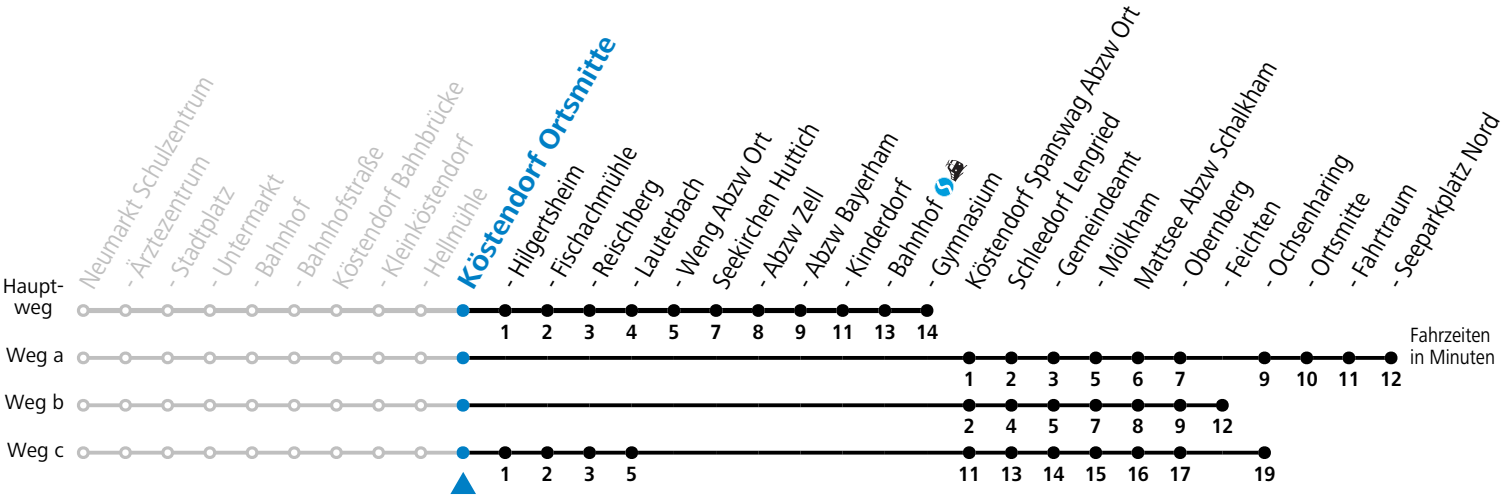 Neumarkt Schulzentrum
- Ärztezentrum
- Stadtplatz
- Untermarkt
- Bahnhof
- Bahnhofstraße
Köstendorf Bahnbrücke
- Kleinköstendorf
- Hellmühle
Köstendorf Ortsmitte
- Hilgertsheim
- Fischachmühle
- Reischberg
- Lauterbach
- Weng Abzw Ort
Seekirchen Huttich
- Abzw Zell
- Abzw Bayerham
- Kinderdorf
- Bahnhof
- Gymnasium
Köstendorf Spanswag Abzw Ort
Schleedorf Lengried
- Gemeindeamt
- Mölkham
Mattsee Abzw Schalkham
- Obernberg
- Feichten
- Ochsenharing
- Ortsmitte
- Fahrtraum
- Seeparkplatz Nord
Haupt-
weg
1 2 3 4 5 7 8 9 11 13 14
Fahrzeiten
in Minuten
Weg a
1 2 3 5 6 7 9 10 11 12
Weg b
2 4 5 7 8 9 12
Weg c
1 2 3 5 11 13 14 15 16 17 19